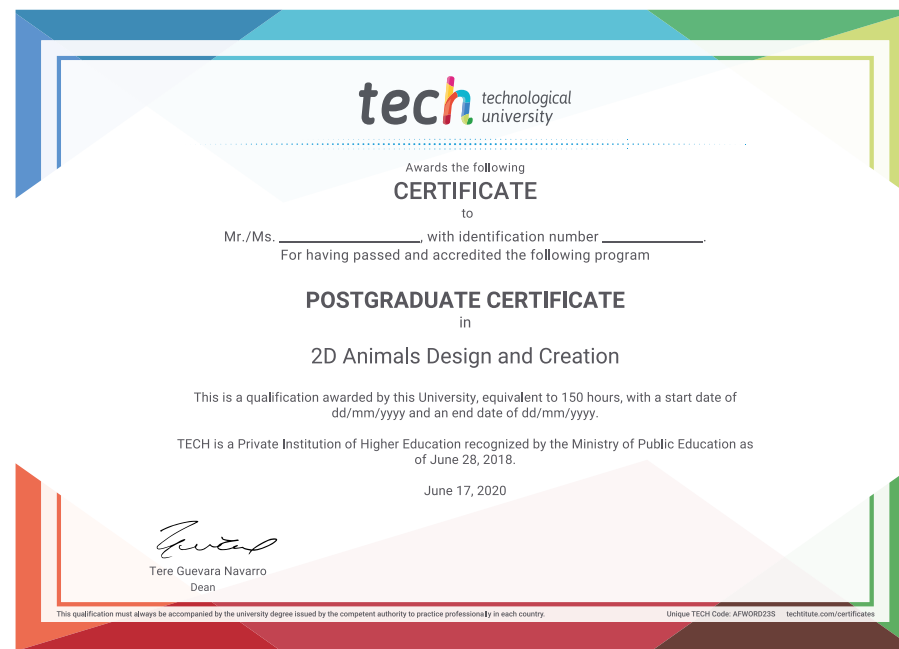 tech technological
university
Awards the following
CERTIFICATE
to
Mr./Ms. ____________________, with identification number ______________.
For having passed and accredited the following program
POSTGRADUATE CERTIFICATE
in
2D Animals Design and Creation
This is a qualification awarded by this University, equivalent to 150 hours, with a start date of
dd/mm/yyyy and an end date of dd/mm/yyyy.
TECH is a Private Institution of Higher Education recognized by the Ministry of Public Education as
of June 28, 2018.
June 17, 2020
Tere Guevara Navarro
Dean
This qualification must always be accompanied by the university degree issued by the competent authority to practice professionally in each country. Unique TECH Code: AFWORD23S techtitute.com/certificates